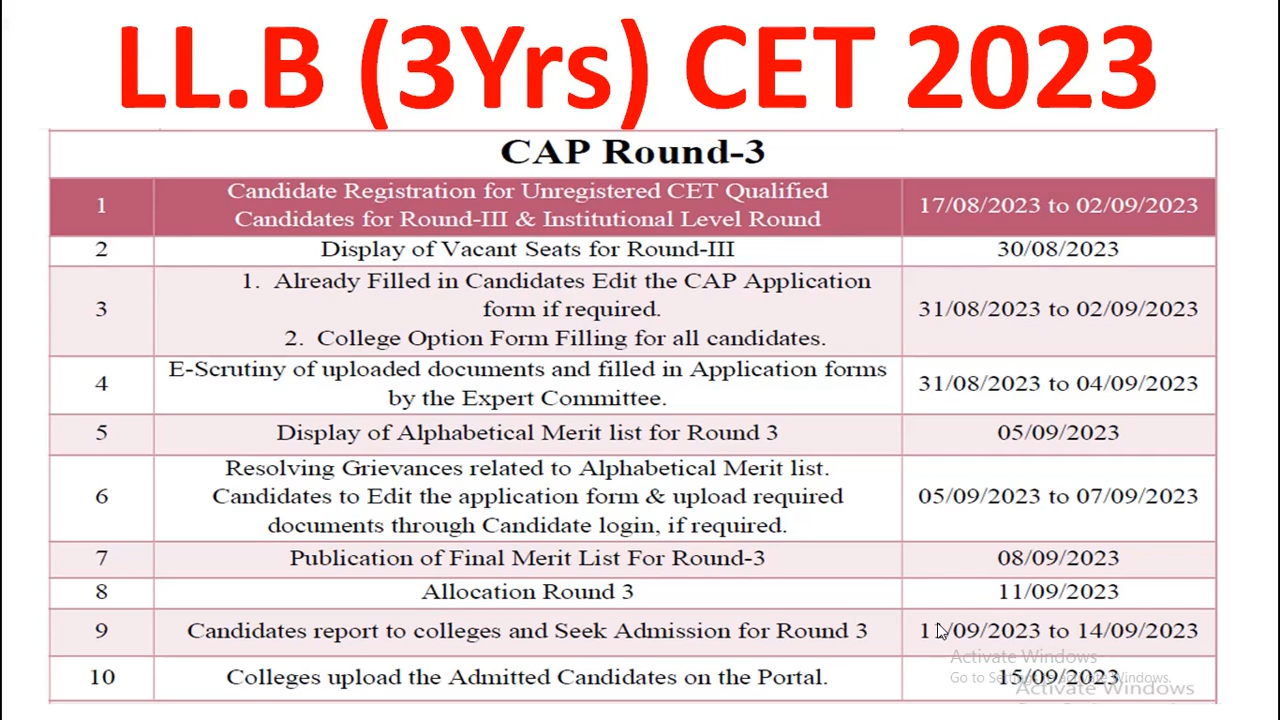 LL.B (3Yrs) CET 2023
CAP Round-3
1
Candidate Registration for Unregistered CET Qualified
Candidates for Round-III & Institutional Level Round
17/08/2023 to 02/09/2023
2
Display of Vacant Seats for Round-III
30/08/2023
3
1. Already Filled in Candidates Edit the CAP Application
form if required.
2. College Option Form Filling for all candidates.
31/08/2023 to 02/09/2023
4
E-Scrutiny of uploaded documents and filled in Application forms
by the Expert Committee.
31/08/2023 to 04/09/2023
5
Display of Alphabetical Merit list for Round 3
05/09/2023
6
Resolving Grievances related to Alphabetical Merit list.
Candidates to Edit the application form & upload required
documents through Candidate login, if required.
05/09/2023 to 07/09/2023
7
Publication of Final Merit List For Round-3
08/09/2023
8
Allocation Round 3
11/09/2023
9
Candidates report to colleges and Seek Admission for Round 3
to 14/09/2023
10
Colleges upload the Admitted Candidates on the Portal.
15/09/2023
Activate Windows
Go to Windows.
Activate Windows